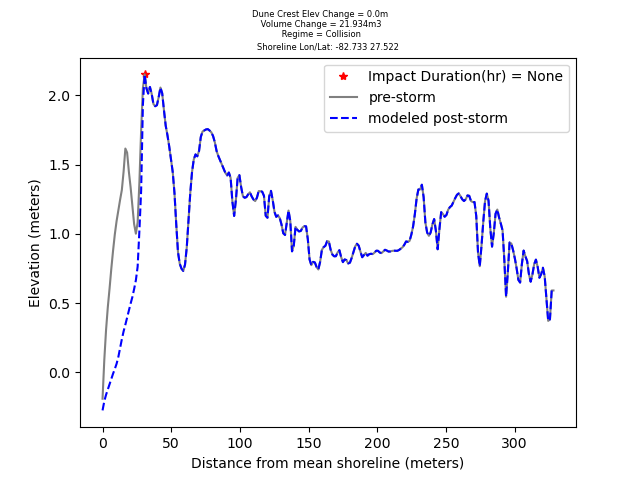 Dune Crest Elev Change = 0.0m
Volume Change = 21.934m3
Regime = Collision
Shoreline Lon/Lat: -82.733 27.522
Impact Duration(hr) = None
pre-storm
modeled post-storm
Elevation (meters)
2.0
1.5
1.0
0.5
0.0
0 50 100 150 200 250 300
Distance from mean shoreline (meters)